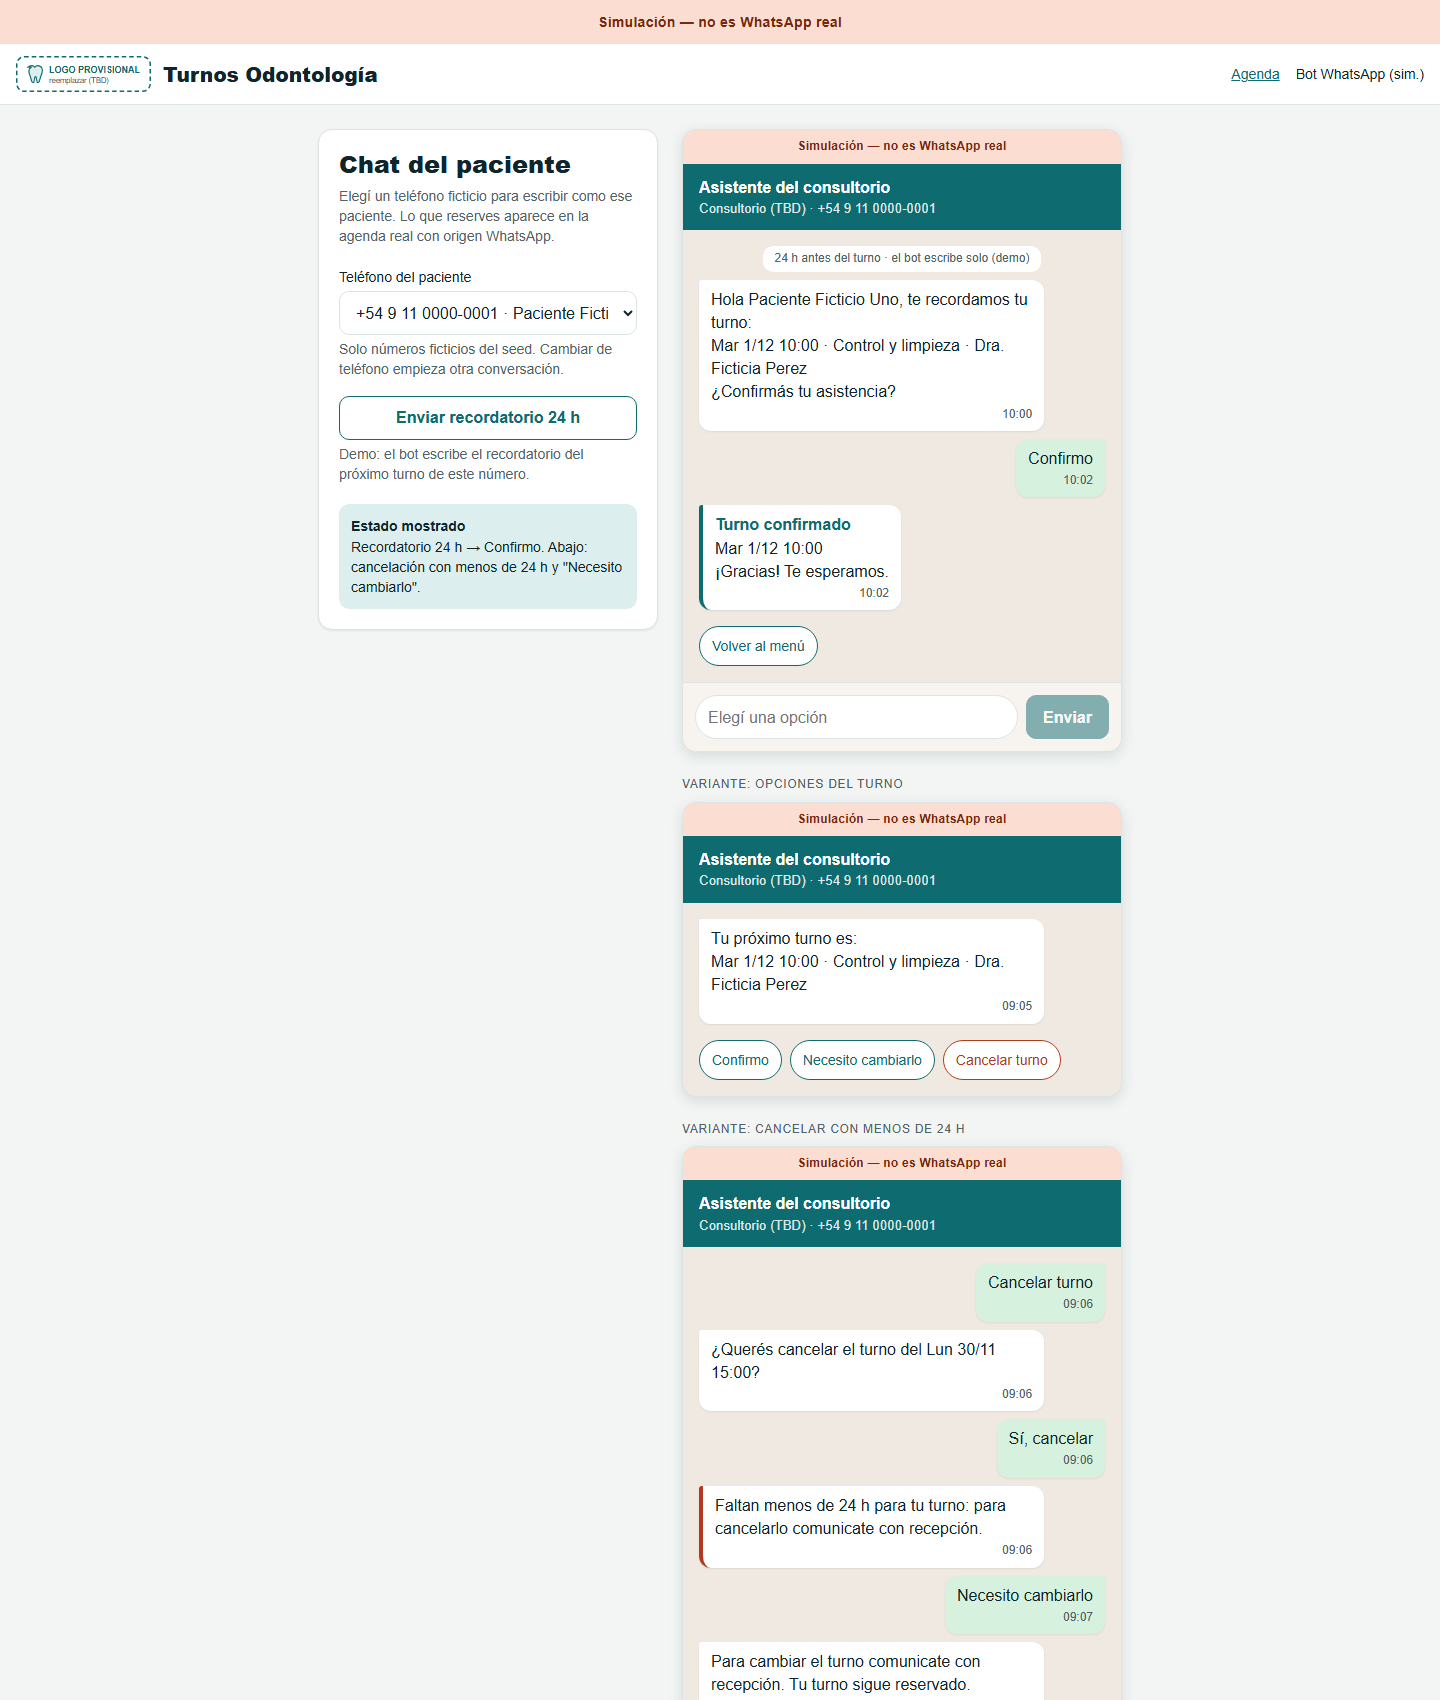 Simulación — no es WhatsApp real
LOGO PROVISIONAL
reemplazar (TBD)
Turnos Odontología
Agenda
Bot WhatsApp (sim.)
Chat del paciente
Elegí un teléfono ficticio para escribir como ese
paciente. Lo que reserves aparece en la
agenda real con origen WhatsApp.
Teléfono del paciente
+54 9 11 0000-0001 · Paciente Ficti
Solo números ficticios del seed. Cambiar de
teléfono empieza otra conversación.
Enviar recordatorio 24 h
Demo: el bot escribe el recordatorio del
próximo turno de este número.
Estado mostrado
Recordatorio 24 h → Confirmo. Abajo:
cancelación con menos de 24 h y "Necesito
cambiarlo".
Simulación — no es WhatsApp real
Asistente del consultorio
Consultorio (TBD) · +54 9 11 0000-0001
24 h antes del turno · el bot escribe solo (demo)
Hola Paciente Ficticio Uno, te recordamos tu
turno:
Mar 1/12 10:00 · Control y limpieza · Dra.
Ficticia Perez
¿Confirmás tu asistencia?
10:00
Confirmo
10:02
Turno confirmado
Mar 1/12 10:00
¡Gracias! Te esperamos.
10:02
Volver al menú
Elegí una opción
Enviar
VARIANTE: OPCIONES DEL TURNO
Simulación — no es WhatsApp real
Asistente del consultorio
Consultorio (TBD) · +54 9 11 0000-0001
Tu próximo turno es:
Mar 1/12 10:00 · Control y limpieza · Dra.
Ficticia Perez
09:05
Confirmo
Necesito cambiarlo
Cancelar turno
VARIANTE: CANCELAR CON MENOS DE 24 H
Simulación — no es WhatsApp real
Asistente del consultorio
Consultorio (TBD) · +54 9 11 0000-0001
Cancelar turno
09:06
¿Querés cancelar el turno del Lun 30/11
15:00?
09:06
Sí, cancelar
09:06
Faltan menos de 24 h para tu turno: para
cancelarlo comunicate con recepción.
09:06
Necesito cambiarlo
09:07
Para cambiar el turno comunicate con
recepción. Tu turno sigue reservado.